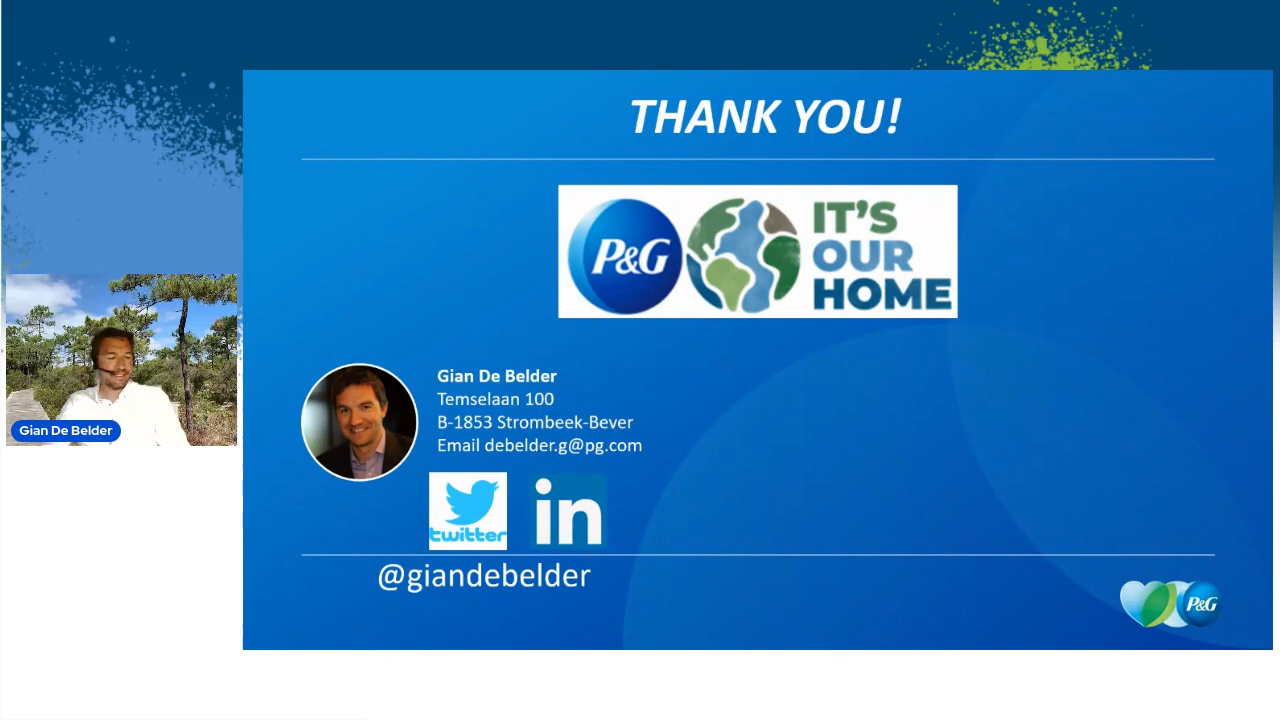 THANK YOU!
P&G
IT'S
OUR
HOME
Gian De Belder
Gian De Belder
Temselaan 100
B-1853 Strombeek-Bever
Email debelder.g@pg.com
twitter
in
@giandebelder
P&G